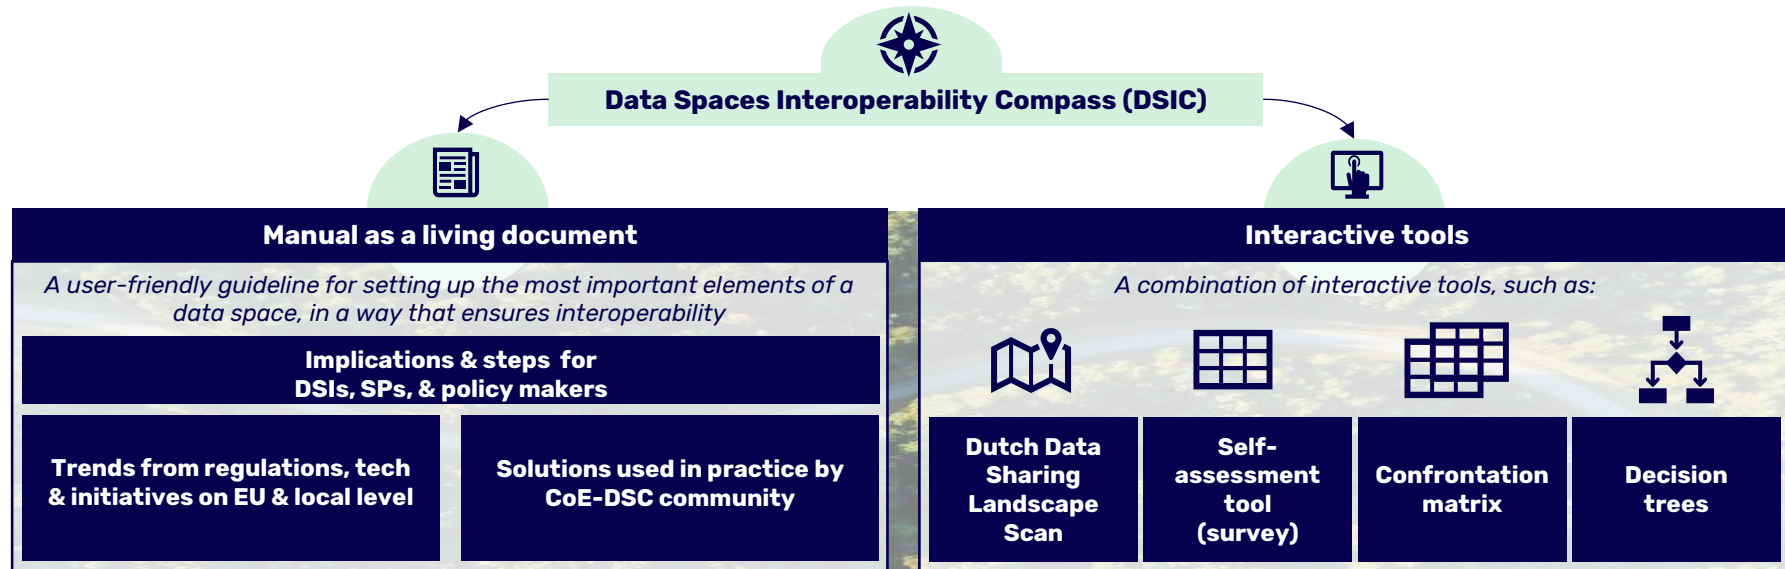 Data Spaces Interoperability Compass (DSIC)
Manual as a living document
A user-friendly guideline for setting up the most important elements of a
data space, in a way that ensures interoperability
Implications & steps for
DSIs, SPs, & policy makers
Trends from regulations, tech
& initiatives on EU & local level
Solutions used in practice by
CoE-DSC community
Interactive tools
A combination of interactive tools, such as:
Dutch Data
Sharing
Landscape
Scan
Self-
assessment
tool
(survey)
Confrontation
matrix
Decision
trees